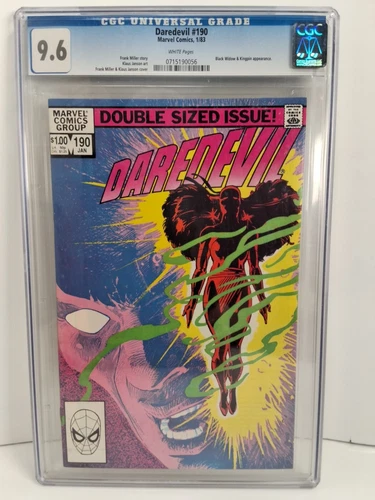 CGC UNIVERSAL GRADE
9.6
Daredevil #190
Marvel Comics, 1/83
WHITE Pages
Frank Miller story
Klaus Janson art
Frank Miller & Klaus Janson cover
Black Widow & Kingpin appearance.
0715190056
CGC
MARVEL
COMICS
GROUP
$1.00
190
JAN
DOUBLE SIZED ISSUE!
DAREDEVIL